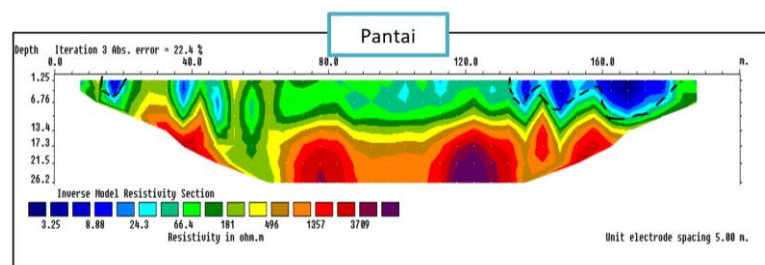 Pantai
Depth Iteration 3 Abs. error = 22.4 %
0.0 40.0 80.0 120.0 160.0 m.
1.25
6.76
13.4
17.3
21.5
26.2
Inverse Model Resistivity Section
3.25 8.88 24.3 66.4 181 496 1357 3709
Resistivity in ohm.m Unit electrode spacing 5.00 m.